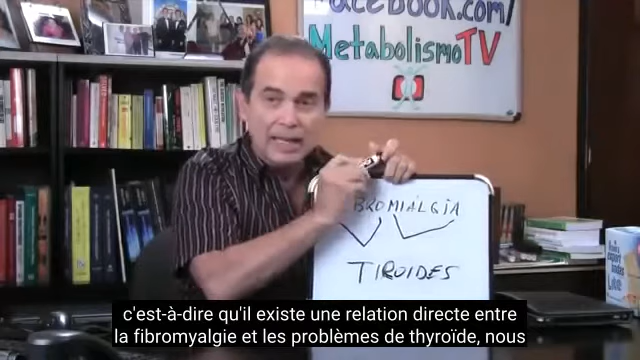 Facebook.com/
MetabolismoTV
BROMIALGIA
TIROIDES
c'est-à-dire qu'il existe une relation directe entre
la fibromyalgie et les problèmes de thyroïde, nous